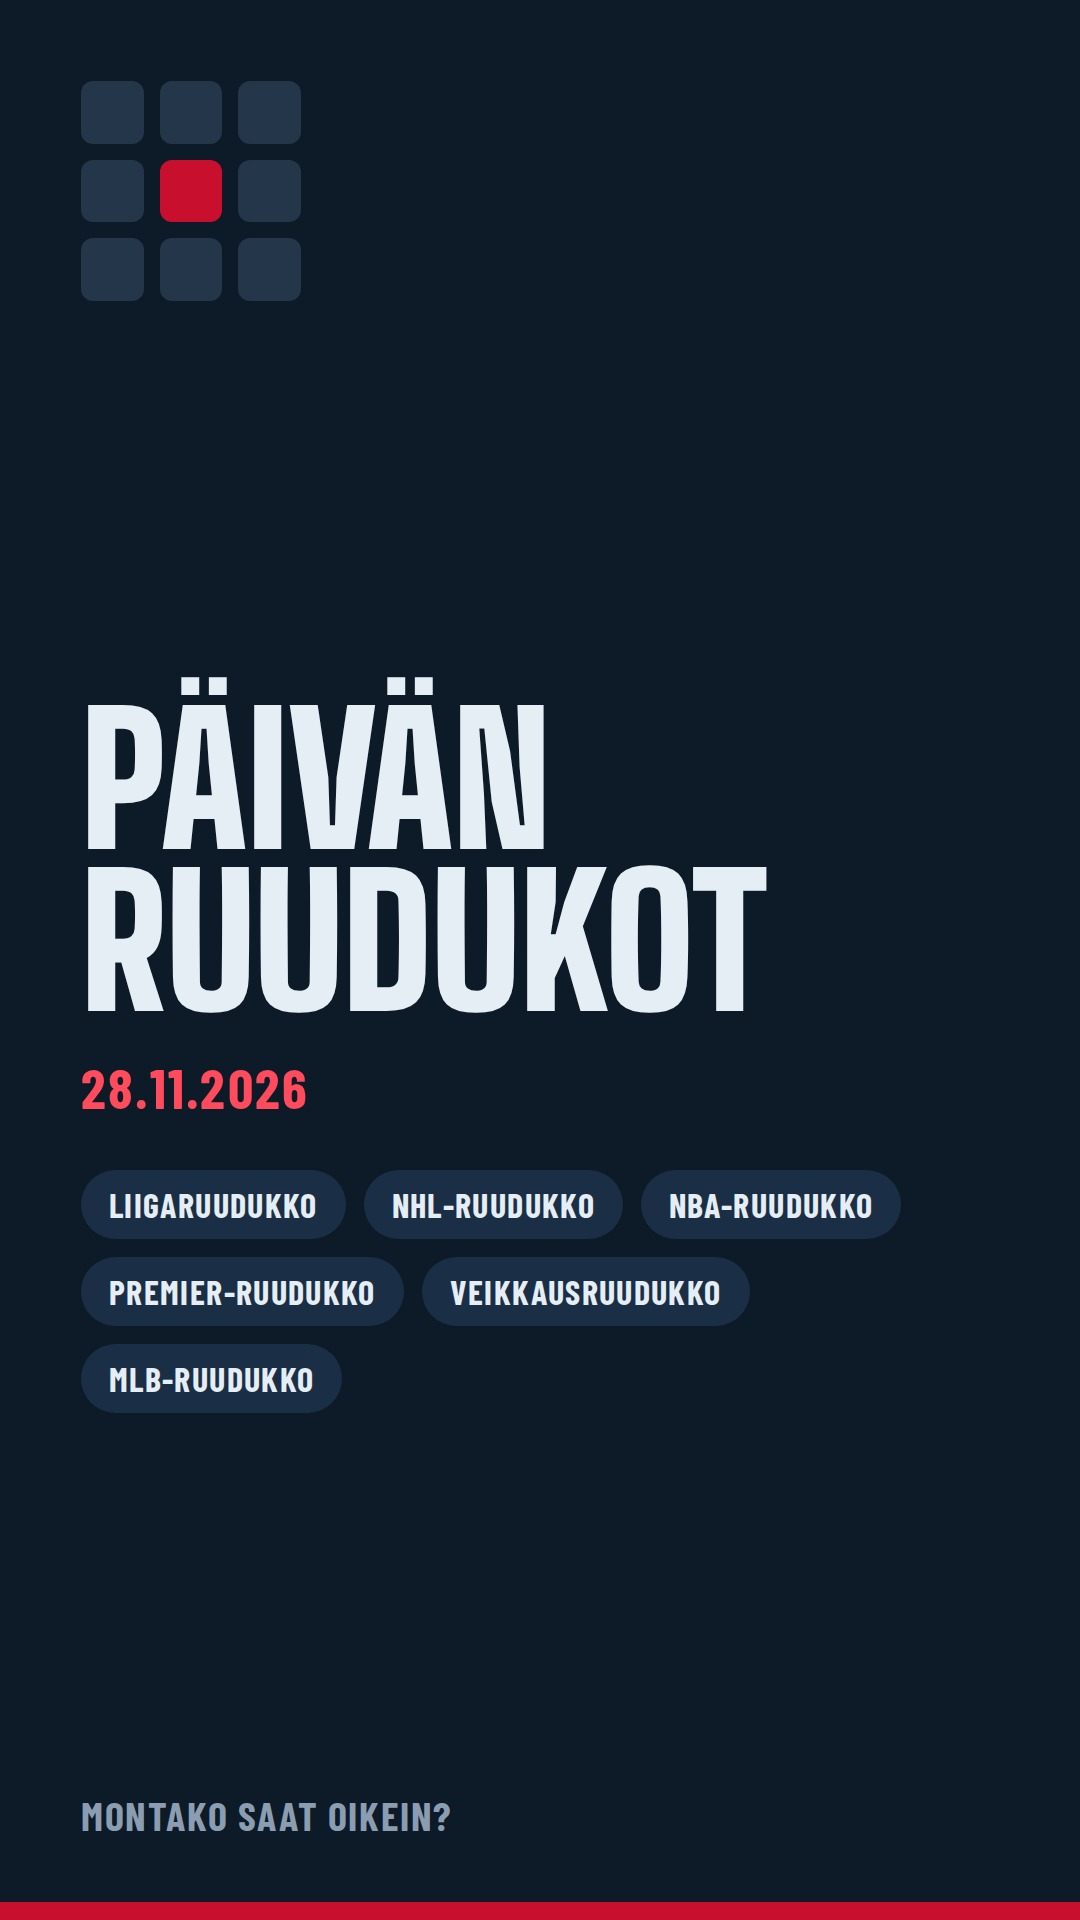 PÄIVÄN
RUUDUKOT
28.11.2026
LIIGARUUDUKKO NHL-RUUDUKKO NBA-RUUDUKKO
PREMIER-RUUDUKKO VEIKKAUSRUUDUKKO
MLB-RUUDUKKO
MONTAKO SAAT OIKEIN?